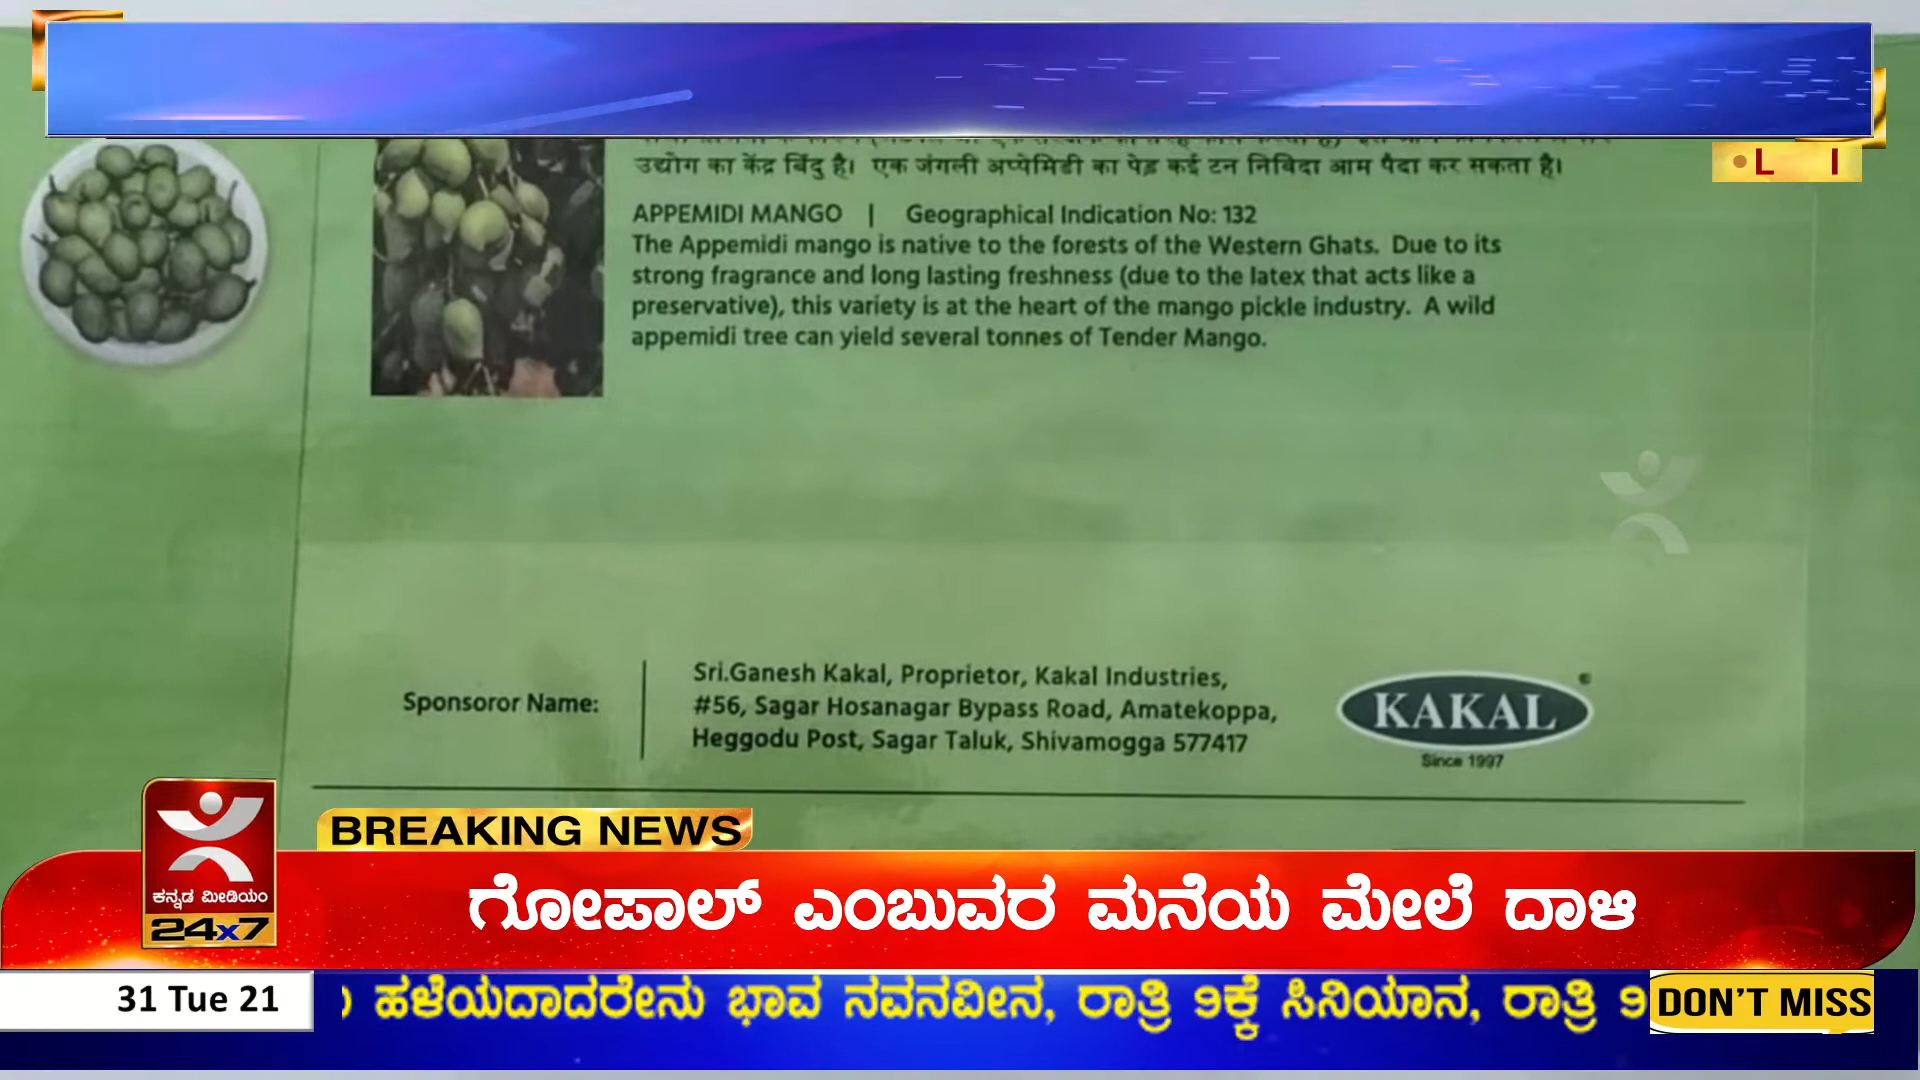 L I
उद्योग का केंद्र बिंदु है। एक जंगली अप्पेमिडी का पेड़ कई टन निविदा आम पैदा कर सकता है।
APPEMIDI MANGO | Geographical Indication No: 132
The Appemidi mango is native to the forests of the Western Ghats. Due to its
strong fragrance and long lasting freshness (due to the latex that acts like a
preservative), this variety is at the heart of the mango pickle industry. A wild
appemidi tree can yield several tonnes of Tender Mango.
Sponsoror Name:
Sri.Ganesh Kakal, Proprietor, Kakal Industries,
#56, Sagar Hosanagar Bypass Road, Amatekoppa,
Heggodu Post, Sagar Taluk, Shivamogga 577417
KAKAL
Since 1997
BREAKING NEWS
ಗೋಪಾಲ್ ಎಂಬುವರ ಮನೆಯ ಮೇಲೆ ದಾಳಿ
ಕನ್ನಡ ಮೀಡಿಯಂ
24x7
31 Tue 21
ಹಳೆಯದಾದರೇನು ಭಾವ ನವನವೀನ, ರಾತ್ರಿ ೨ಕ್ಕೆ ಸಿನಿಯಾನ, ರಾತ್ರಿ ೨
DON'T MISS